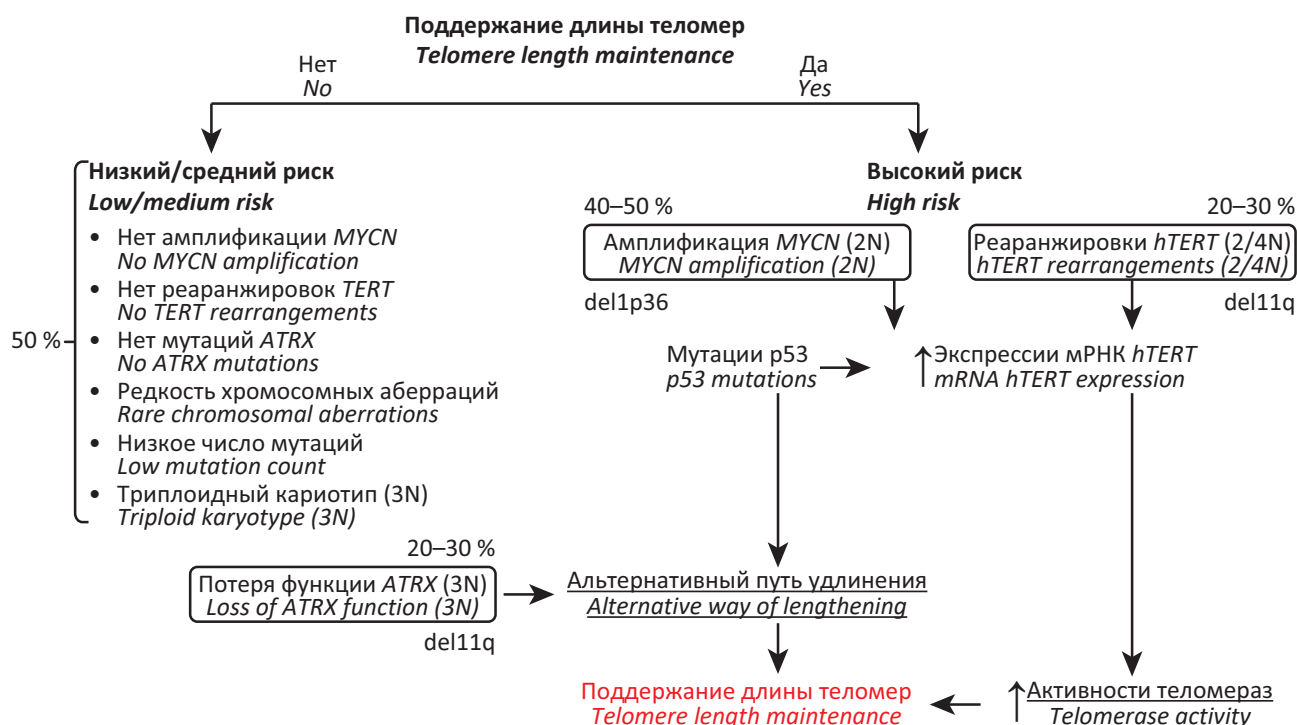 Поддержание длины теломер
Telomere length maintenance
Нет
No
Да
Yes
Низкий/средний риск
Low/medium risk
50 %
• Нет амплификации MYCN
No MYCN amplification
• Нет реаранжировок TERT
No TERT rearrangements
• Нет мутаций ATRX
No ATRX mutations
• Редкость хромосомных аберраций
Rare chromosomal aberrations
• Низкое число мутаций
Low mutation count
• Триплоидный кариотип (3N)
Triploid karyotype (3N)
Высокий риск
High risk
40–50 %
Амплификация MYCN (2N)
MYCN amplification (2N)
del1p36
20–30 %
Реаранжировки hTERT (2/4N)
hTERT rearrangements (2/4N)
del11q
Мутации p53
p53 mutations
↑Экспрессии мРНК hTERT
mRNA hTERT expression
20–30 %
Потеря функции ATRX (3N)
Loss of ATRX function (3N)
del11q
Альтернативный путь удлинения
Alternative way of lengthening
Поддержание длины теломер
Telomere length maintenance
↑Активности теломераз
Telomerase activity